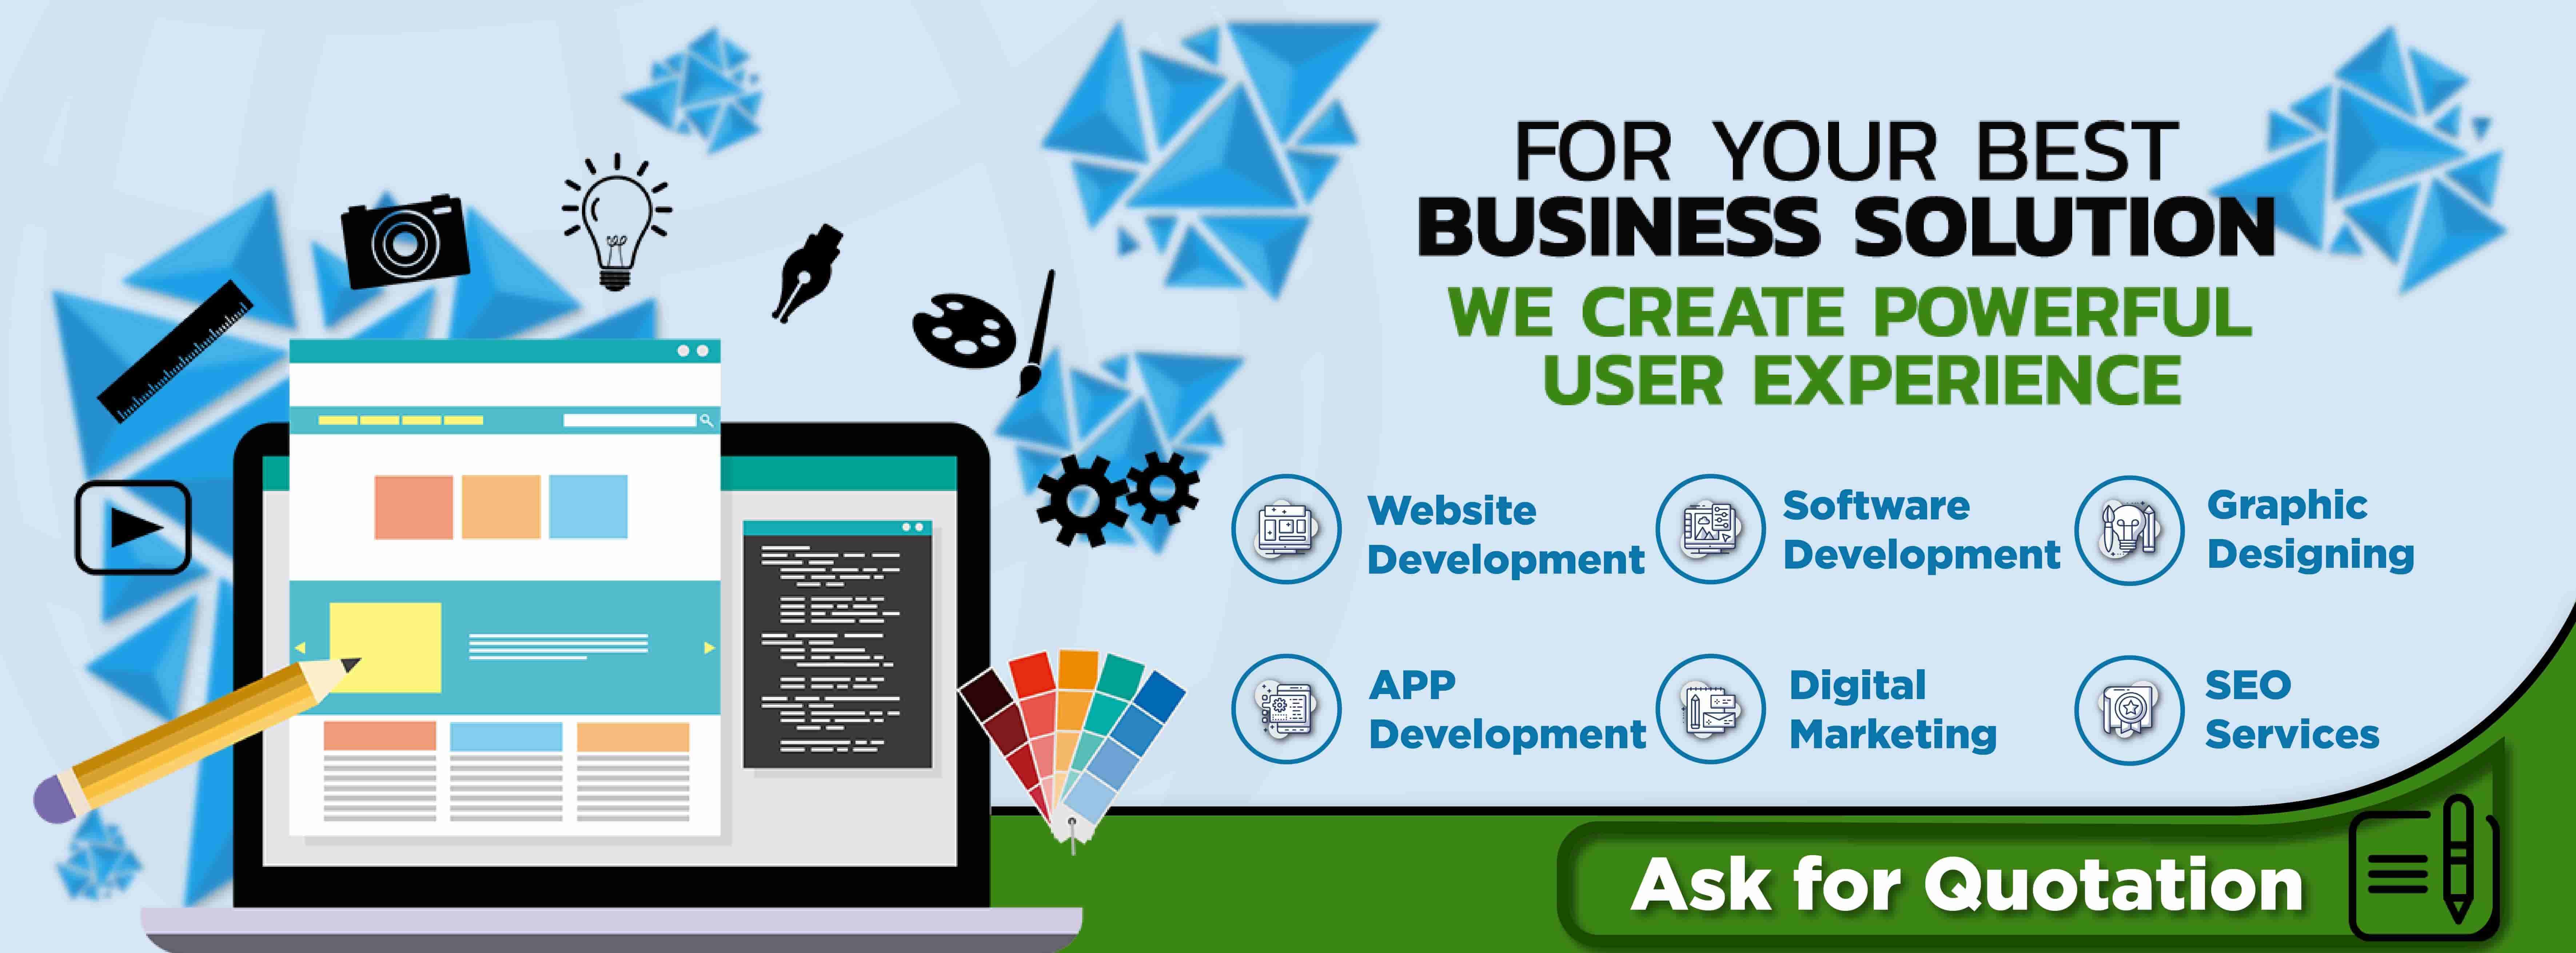 FOR YOUR BEST
BUSINESS SOLUTION
WE CREATE POWERFUL
USER EXPERIENCE
Website
Development
Software
Development
Graphic
Designing
APP
Development
Digital
Marketing
SEO
Services
Ask for Quotation